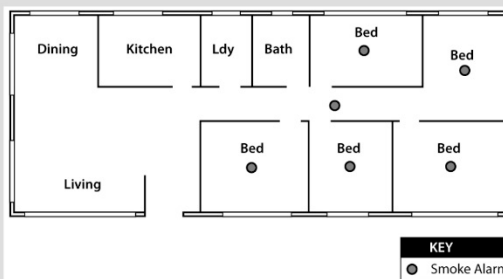 Dining
Kitchen
Ldy
Bath
Bed
Bed
Bed
Bed
Bed
Living
KEY
Smoke Alarm